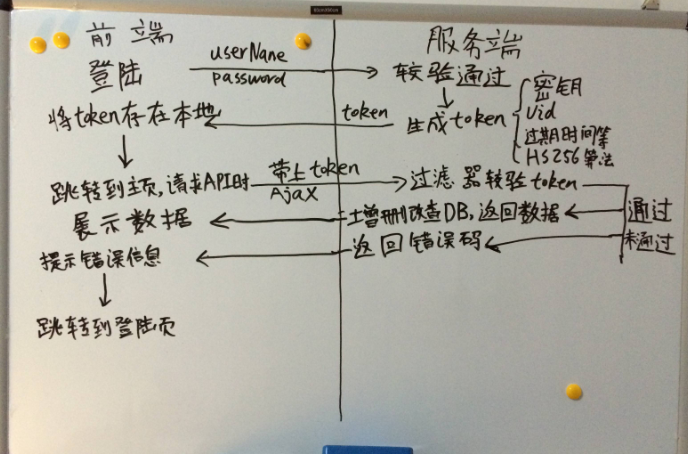 前端
服务端
登陆
userName
password
较验通过
将token存在本地
token
生成token
密钥
Uid
过期时间等
HS256算法
跳转到主页,请求API时
带上token
AjaX
过滤器较验token
展示数据
增删改查DB,返回数据
通过
提示错误信息
返回错误码
未通过
跳转到登陆页